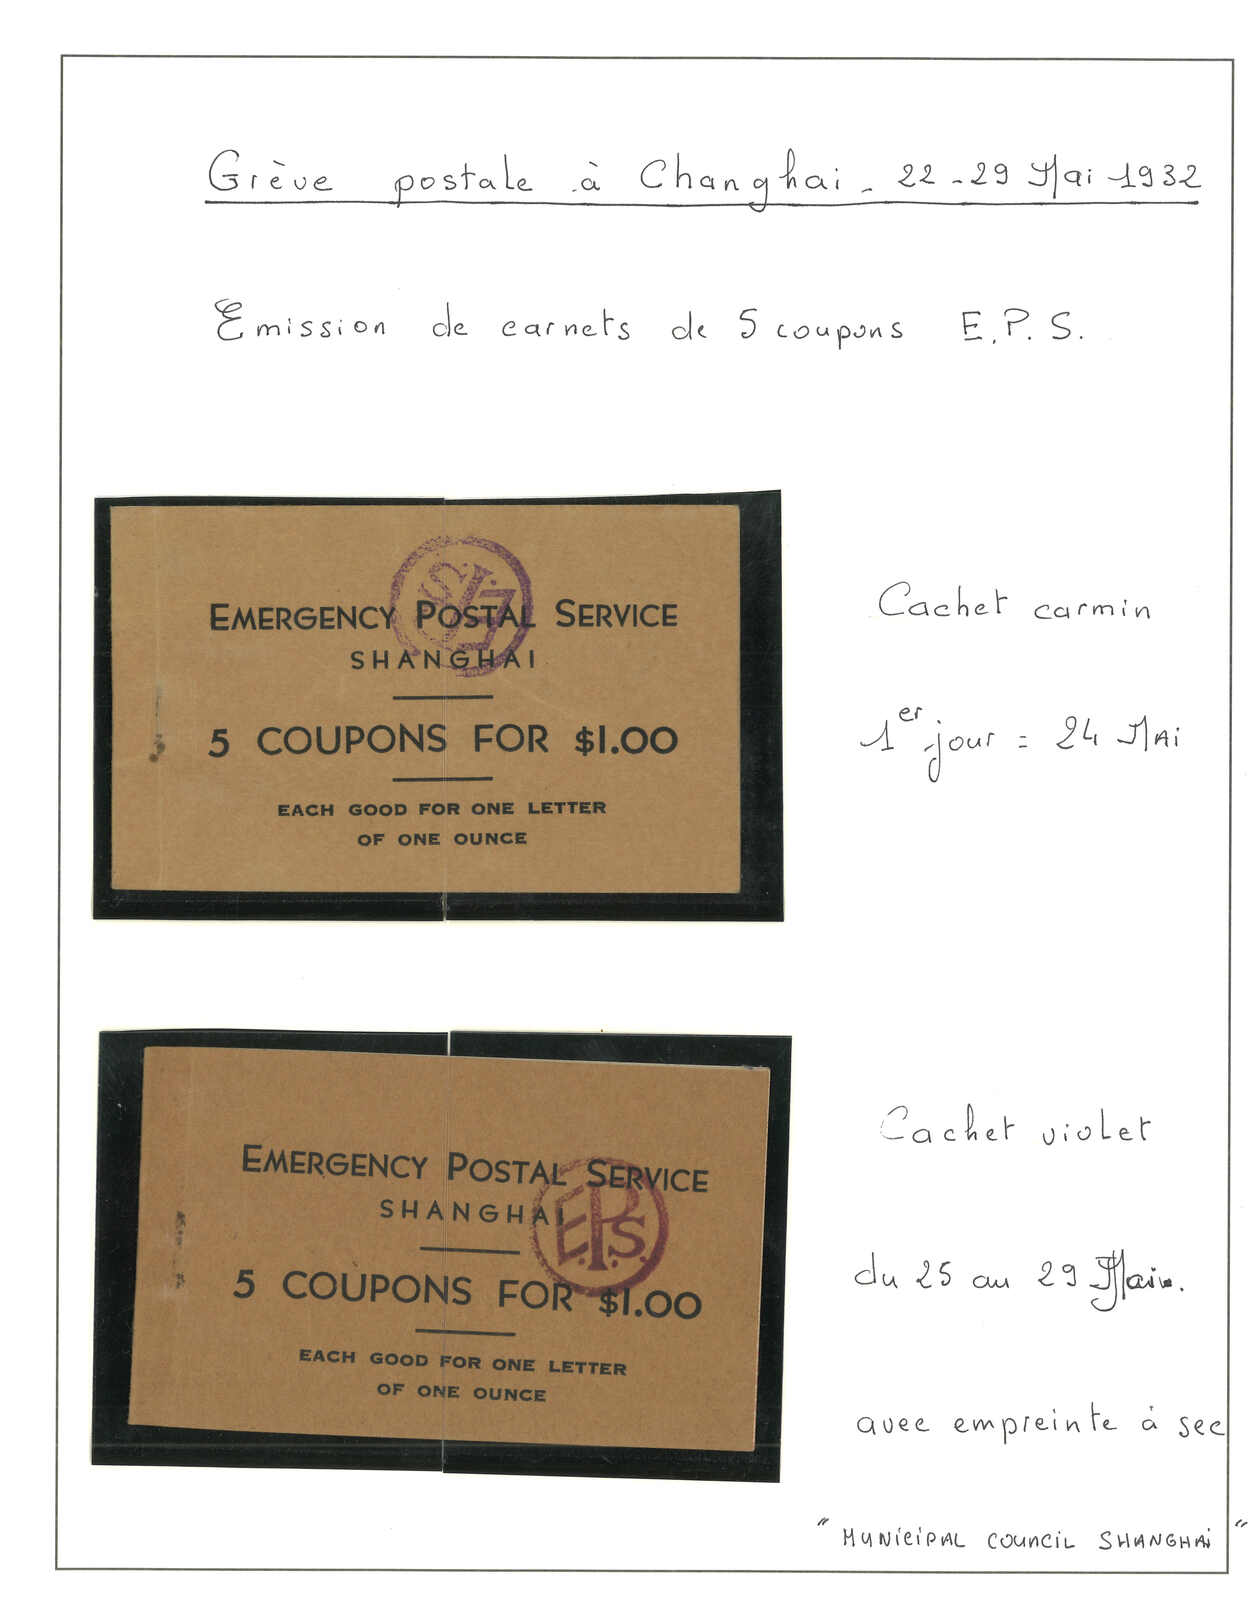 Grève postale à Changhai - 22-29 Mai 1932
Emission de carnets de 5 coupons E.P.S.
E.P.S.
EMERGENCY POSTAL SERVICE
SHANGHAI
5 COUPONS FOR $1.00
EACH GOOD FOR ONE LETTER
OF ONE OUNCE
Cachet carmin
1er jour = 24 MAi
EMERGENCY POSTAL SERVICE
SHANGHAI
E.P.S.
5 COUPONS FOR $1.00
EACH GOOD FOR ONE LETTER
OF ONE OUNCE
Cachet violet
du 25 au 29 Mai.
avec empreinte à sec
"MUNICIPAL COUNCIL SHANGHAI"